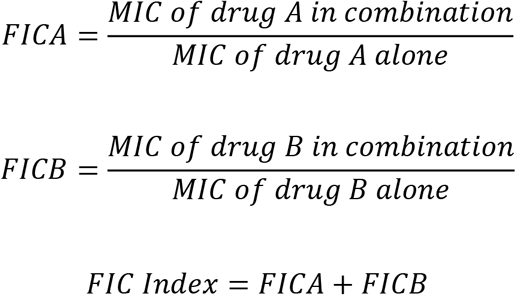 FICA = MIC of drug A in combination / MIC of drug A alone
FICB = MIC of drug B in combination / MIC of drug B alone
FIC Index = FICA + FICB